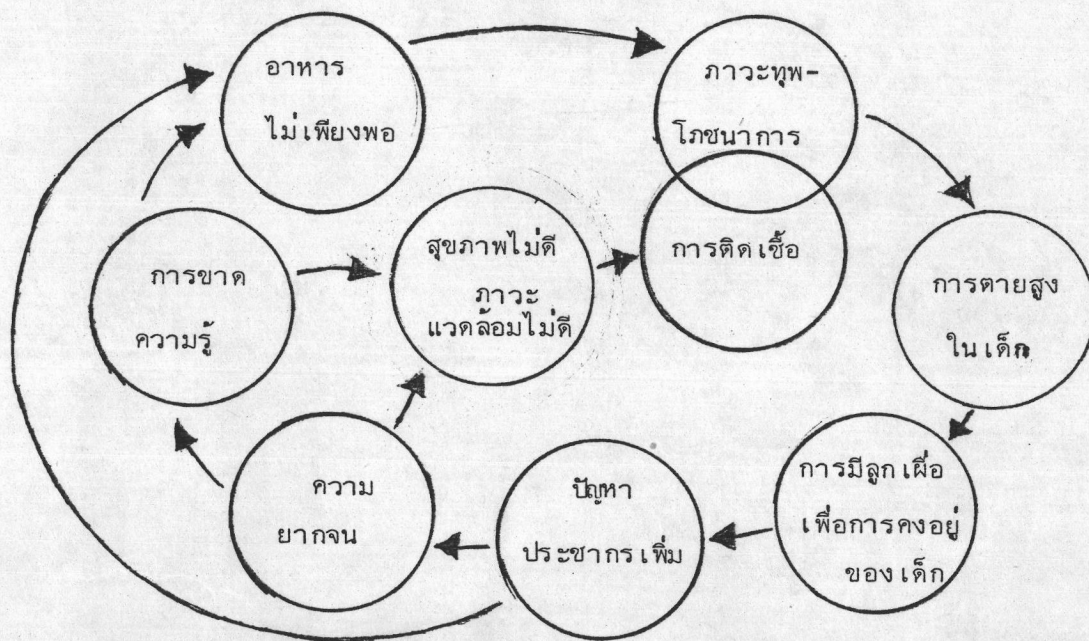 อาหาร
ไม่เพียงพอ
ภาวะทุพ-
โภชนาการ
การติดเชื้อ
สุขภาพไม่ดี
ภาวะ
แวดล้อมไม่ดี
การขาด
ความรู้
การตายสูง
ในเด็ก
การมีลูกเผื่อ
เพื่อการคงอยู่
ของเด็ก
ปัญหา
ประชากรเพิ่ม
ความ
ยากจน